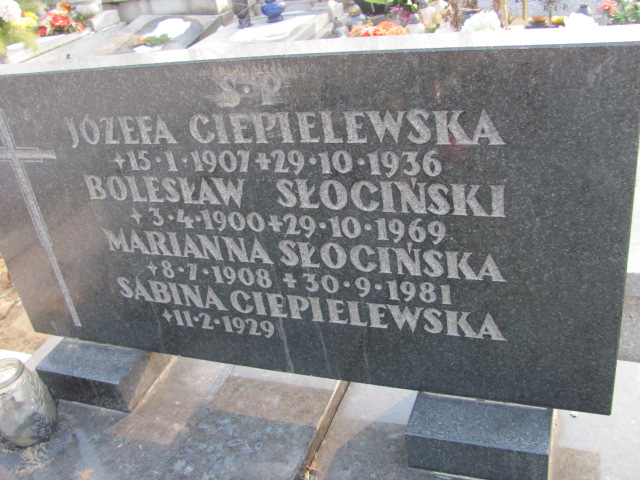 Ś·P
JÓZEFA CIEPIELEWSKA
+15·1·1907+29·10·1936
BOLESŁAW SŁOCIŃSKI
+3·4·1900+29·10·1969
MARIANNA SŁOCIŃSKA
+8·7·1908 +30·9·1981
SABINA CIEPIELEWSKA
+11·2·1929